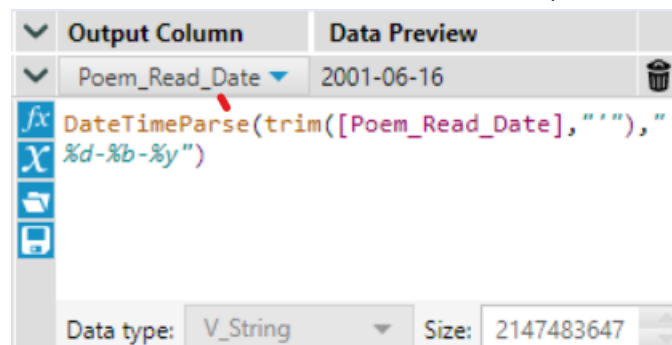 Output Column Data Preview
Poem_Read_Date 2001-06-16
fx DateTimeParse(trim([Poem_Read_Date],"'"),"
X %d-%b-%y")
Data type: V_String Size: 2147483647